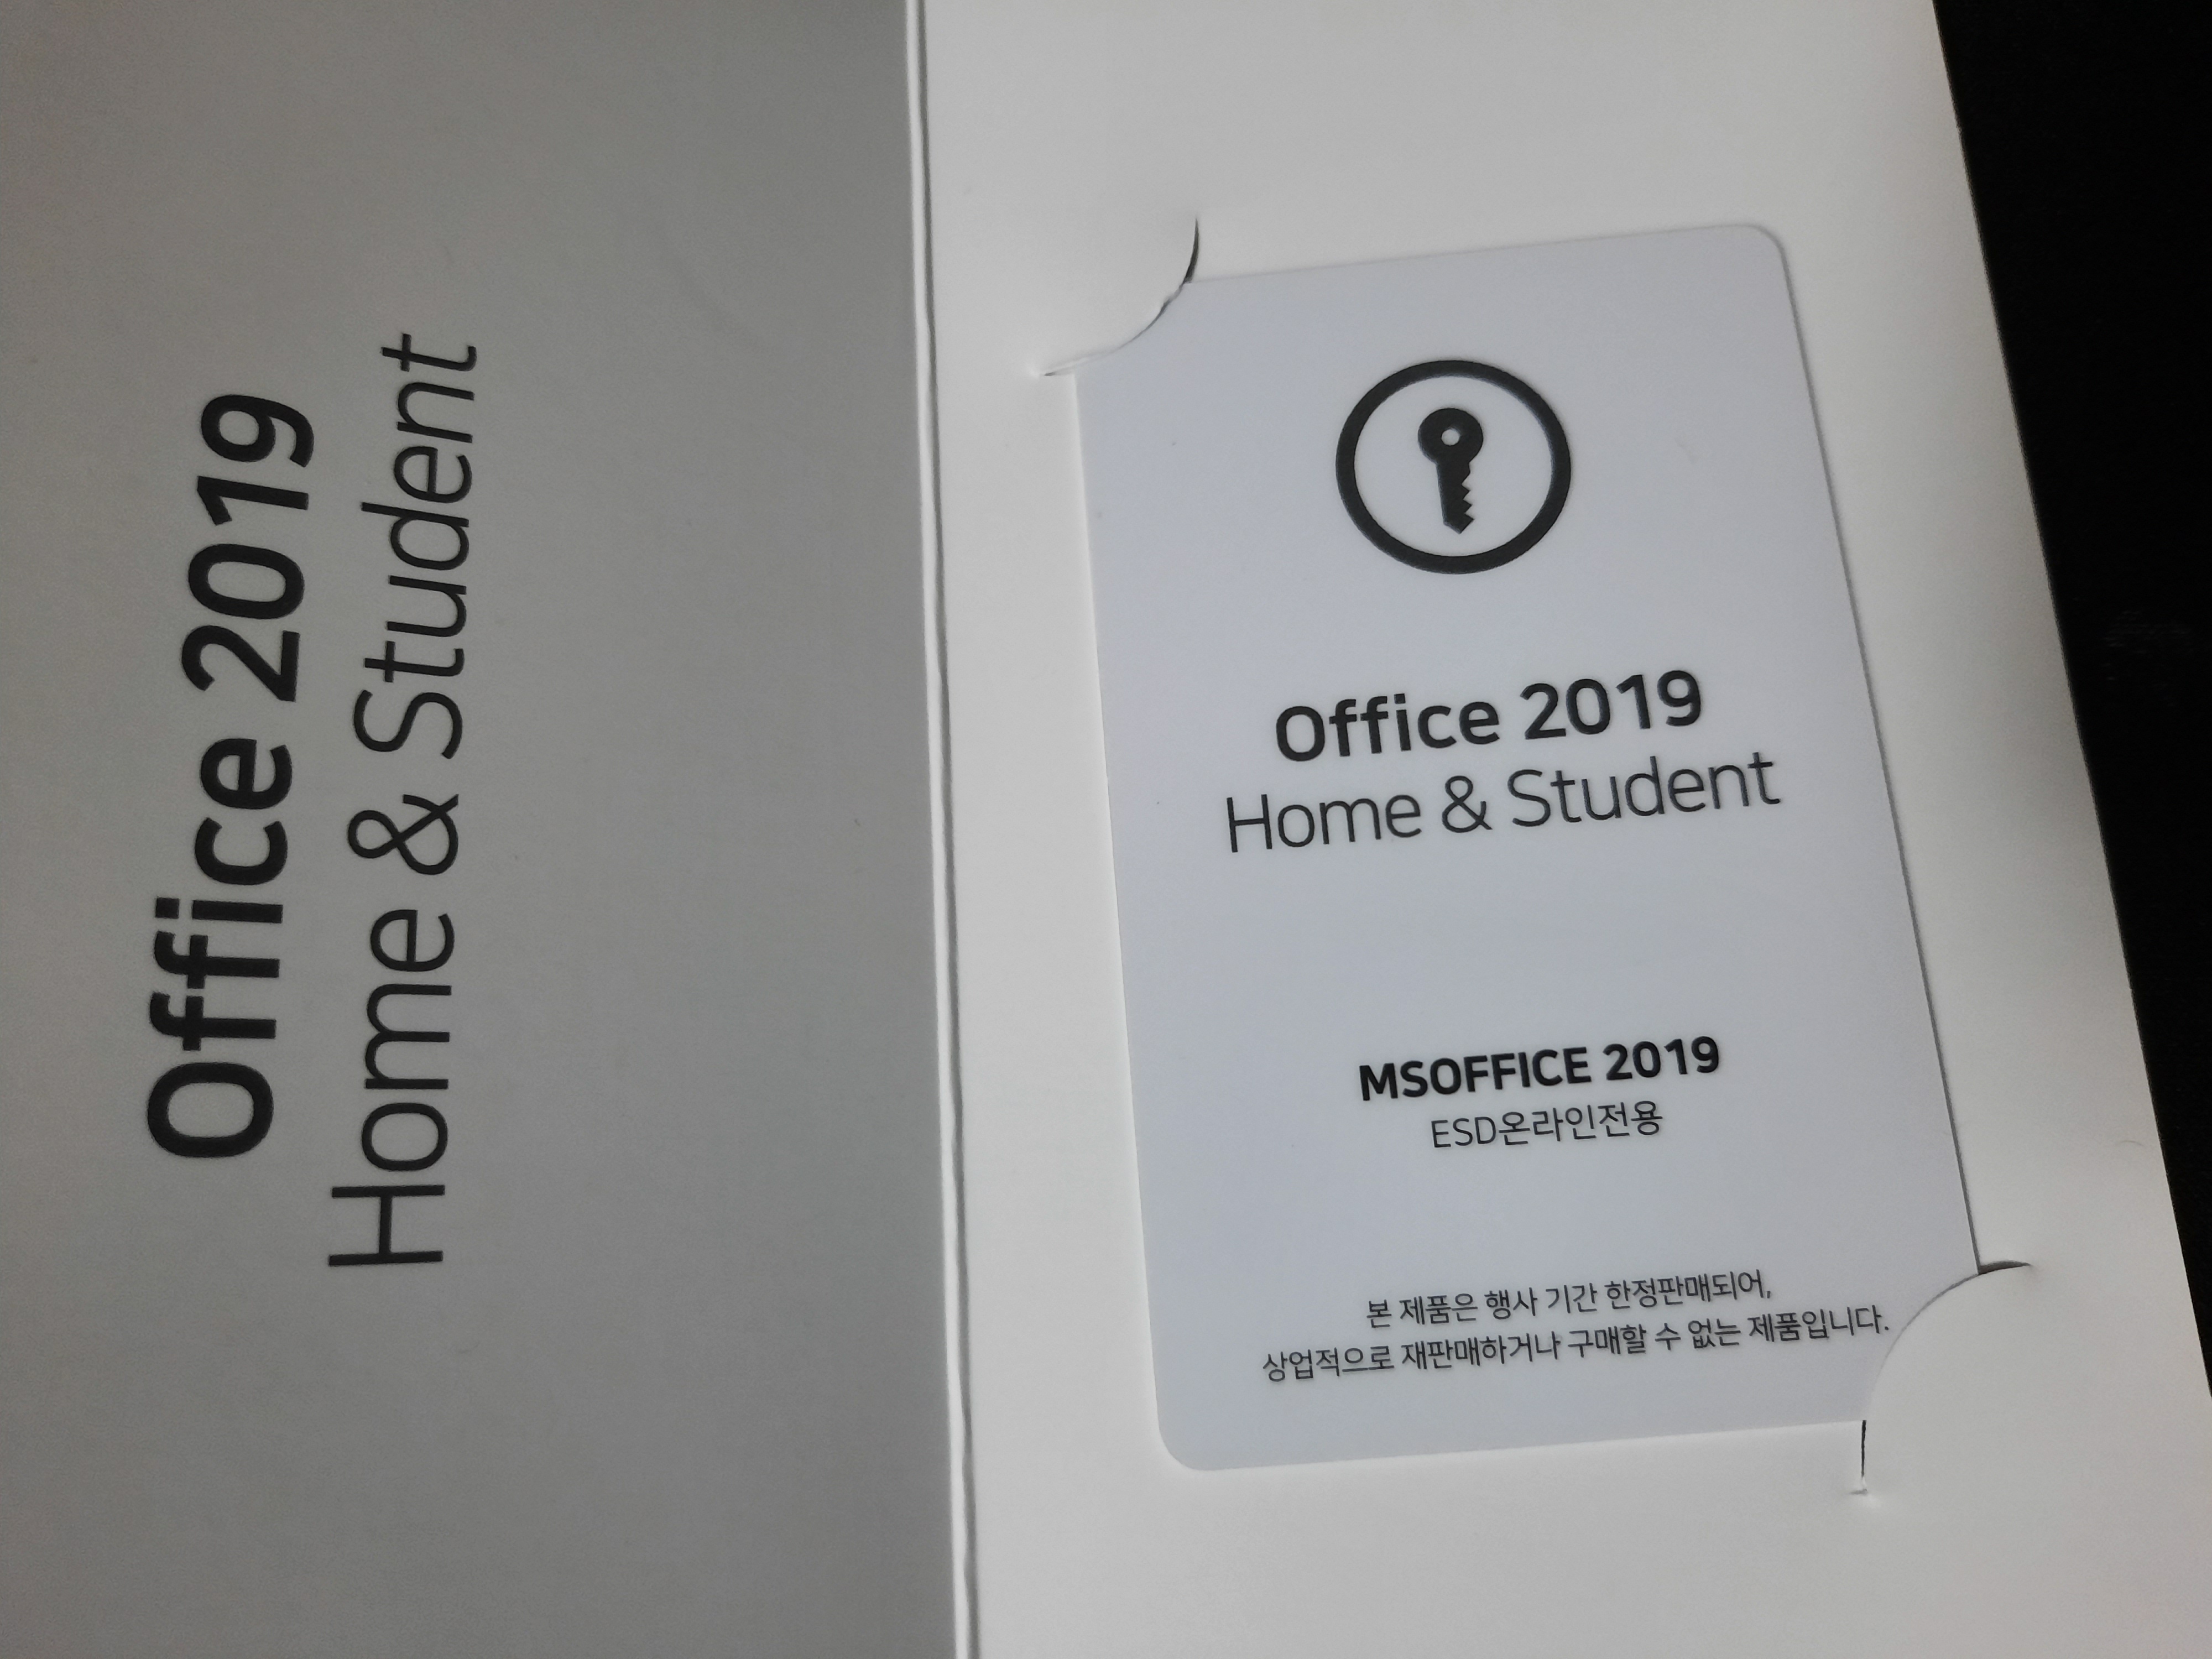 Office 2019
Home & Student
Office 2019
Home & Student
MSOFFICE 2019
ESD온라인전용
본 제품은 행사 기간 한정판매되어,
상업적으로 재판매하거나 구매할 수 없는 제품입니다.